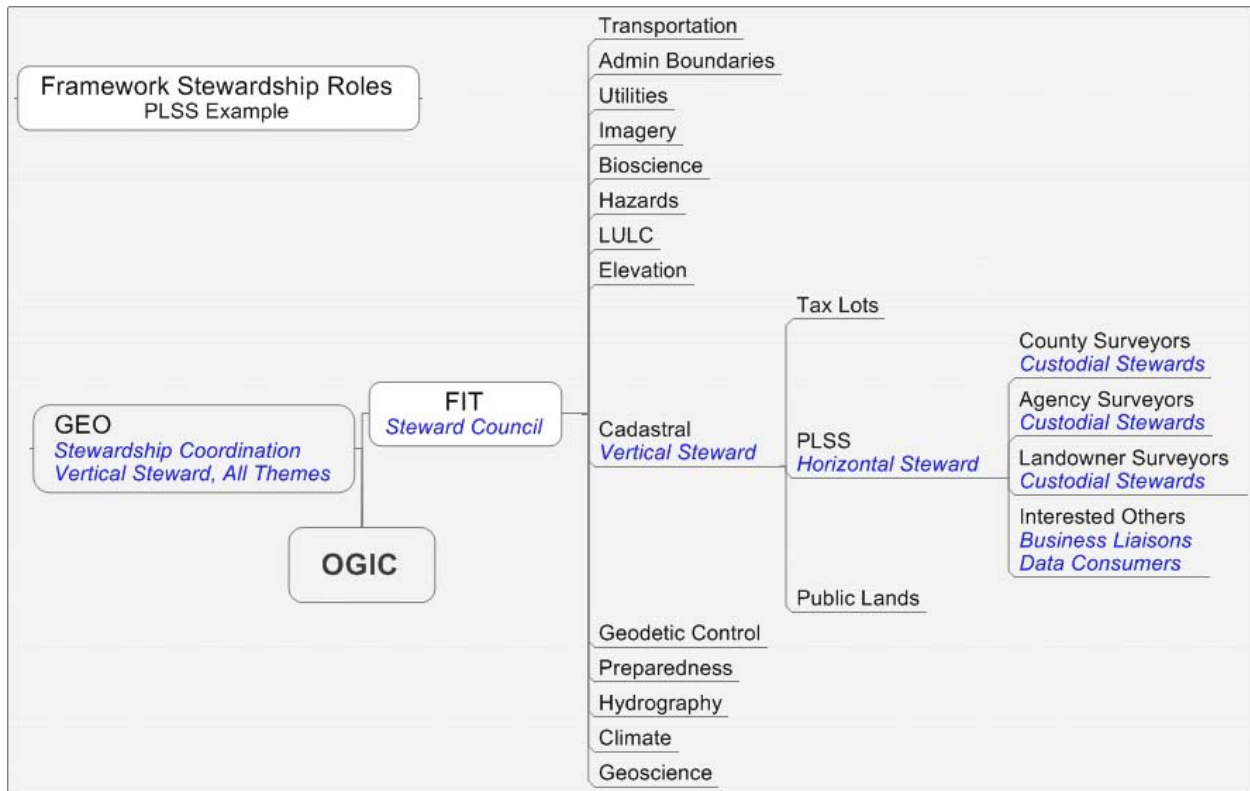 Framework Stewardship Roles
PLSS Example
GEO
Stewardship Coordination
Vertical Steward, All Themes
OGIC
FIT
Steward Council
Transportation
Admin Boundaries
Utilities
Imagery
Bioscience
Hazards
LULC
Elevation
Cadastral
Vertical Steward
Geodetic Control
Preparedness
Hydrography
Climate
Geoscience
Tax Lots
PLSS
Horizontal Steward
Public Lands
County Surveyors
Custodial Stewards
Agency Surveyors
Custodial Stewards
Landowner Surveyors
Custodial Stewards
Interested Others
Business Liaisons
Data Consumers